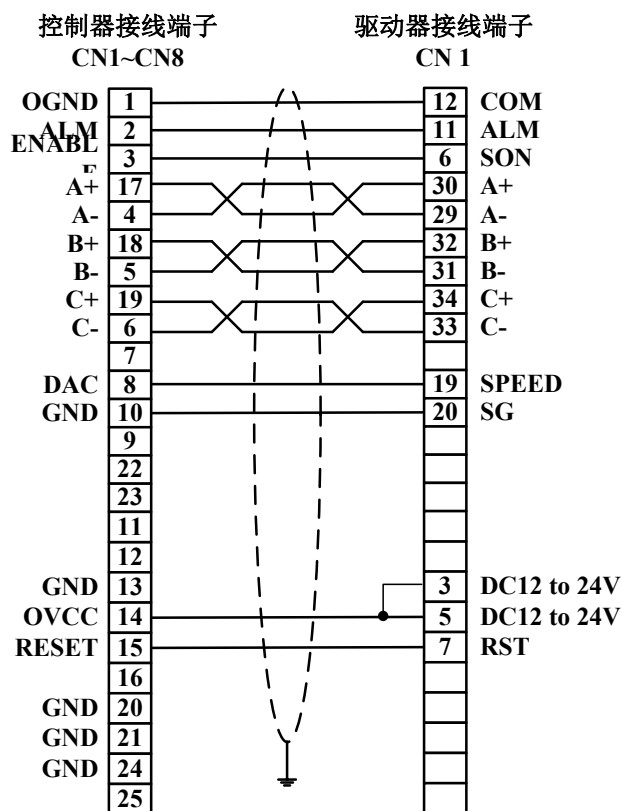 控制器接线端子 驱动器接线端子
CN1~CN8 CN 1
OGND 1 12 COM
ALM 2 11 ALM
ENABL
E 3 6 SON
A+ 17 30 A+
A- 4 29 A-
B+ 18 32 B+
B- 5 31 B-
C+ 19 34 C+
C- 6 33 C-
7
DAC 8 19 SPEED
GND 10 20 SG
9
22
23
11
12
GND 13 3 DC12 to 24V
OVCC 14 5 DC12 to 24V
RESET 15 7 RST
16
GND 20
GND 21
GND 24
25